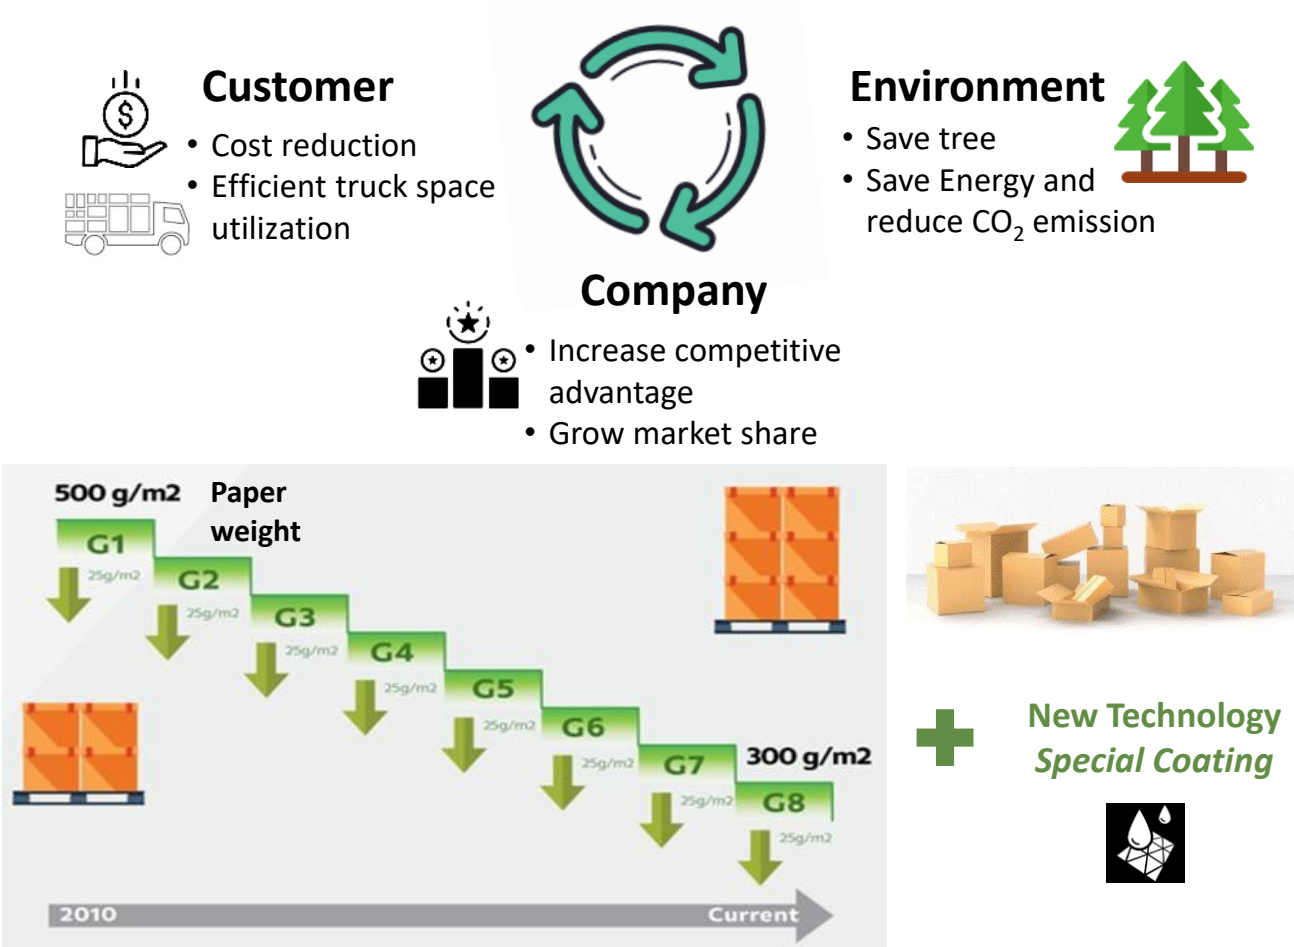 Customer
• Cost reduction
• Efficient truck space
utilization
$
Environment
• Save tree
• Save Energy and
reduce CO₂ emission
Company
• Increase competitive
advantage
• Grow market share
500 g/m2
Paper
weight
G1
25g/m2
G2
25g/m2
G3
25g/m2
G4
25g/m2
G5
25g/m2
G6
25g/m2
G7
25g/m2
300 g/m2
G8
25g/m2
2010
Current
New Technology
Special Coating